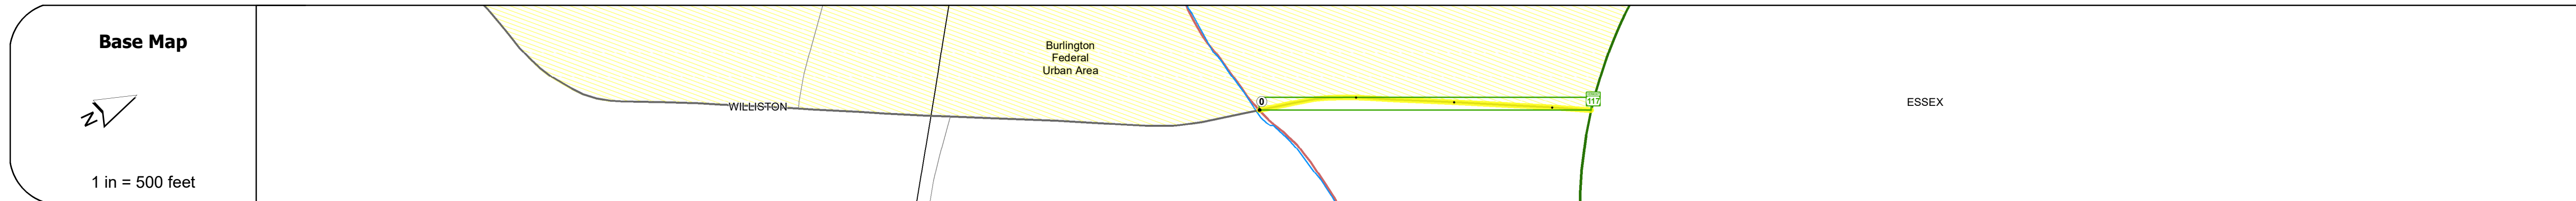 Base Map
N
1 in = 500 feet
WILLISTON
Burlington
Federal
Urban Area
0
117
ESSEX